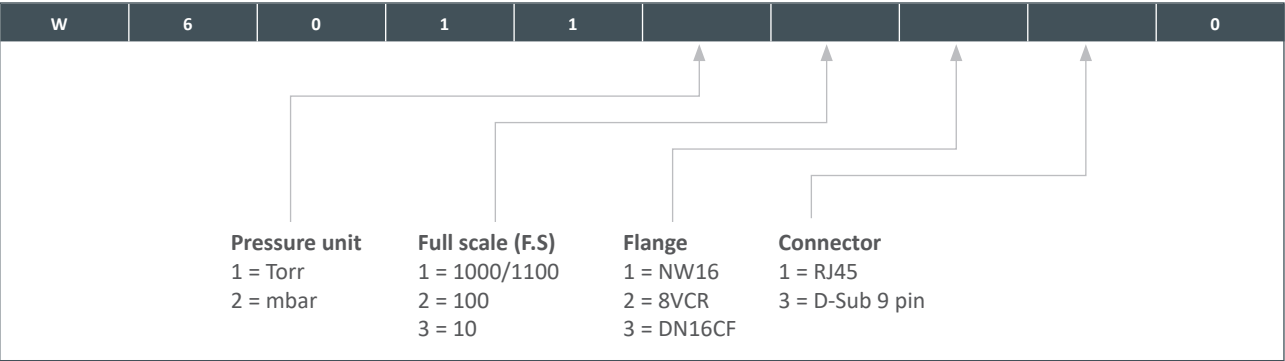 W 6 0 1 1 0
Pressure unit
1 = Torr
2 = mbar
Full scale (F.S)
1 = 1000/1100
2 = 100
3 = 10
Flange
1 = NW16
2 = 8VCR
3 = DN16CF
Connector
1 = RJ45
3 = D-Sub 9 pin